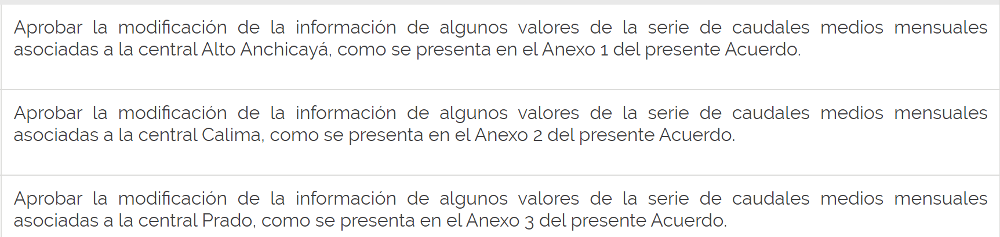 Aprobar la modificación de la información de algunos valores de la serie de caudales medios mensuales
asociadas a la central Alto Anchicayá, como se presenta en el Anexo 1 del presente Acuerdo.
Aprobar la modificación de la información de algunos valores de la serie de caudales medios mensuales
asociadas a la central Calima, como se presenta en el Anexo 2 del presente Acuerdo.
Aprobar la modificación de la información de algunos valores de la serie de caudales medios mensuales
asociadas a la central Prado, como se presenta en el Anexo 3 del presente Acuerdo.